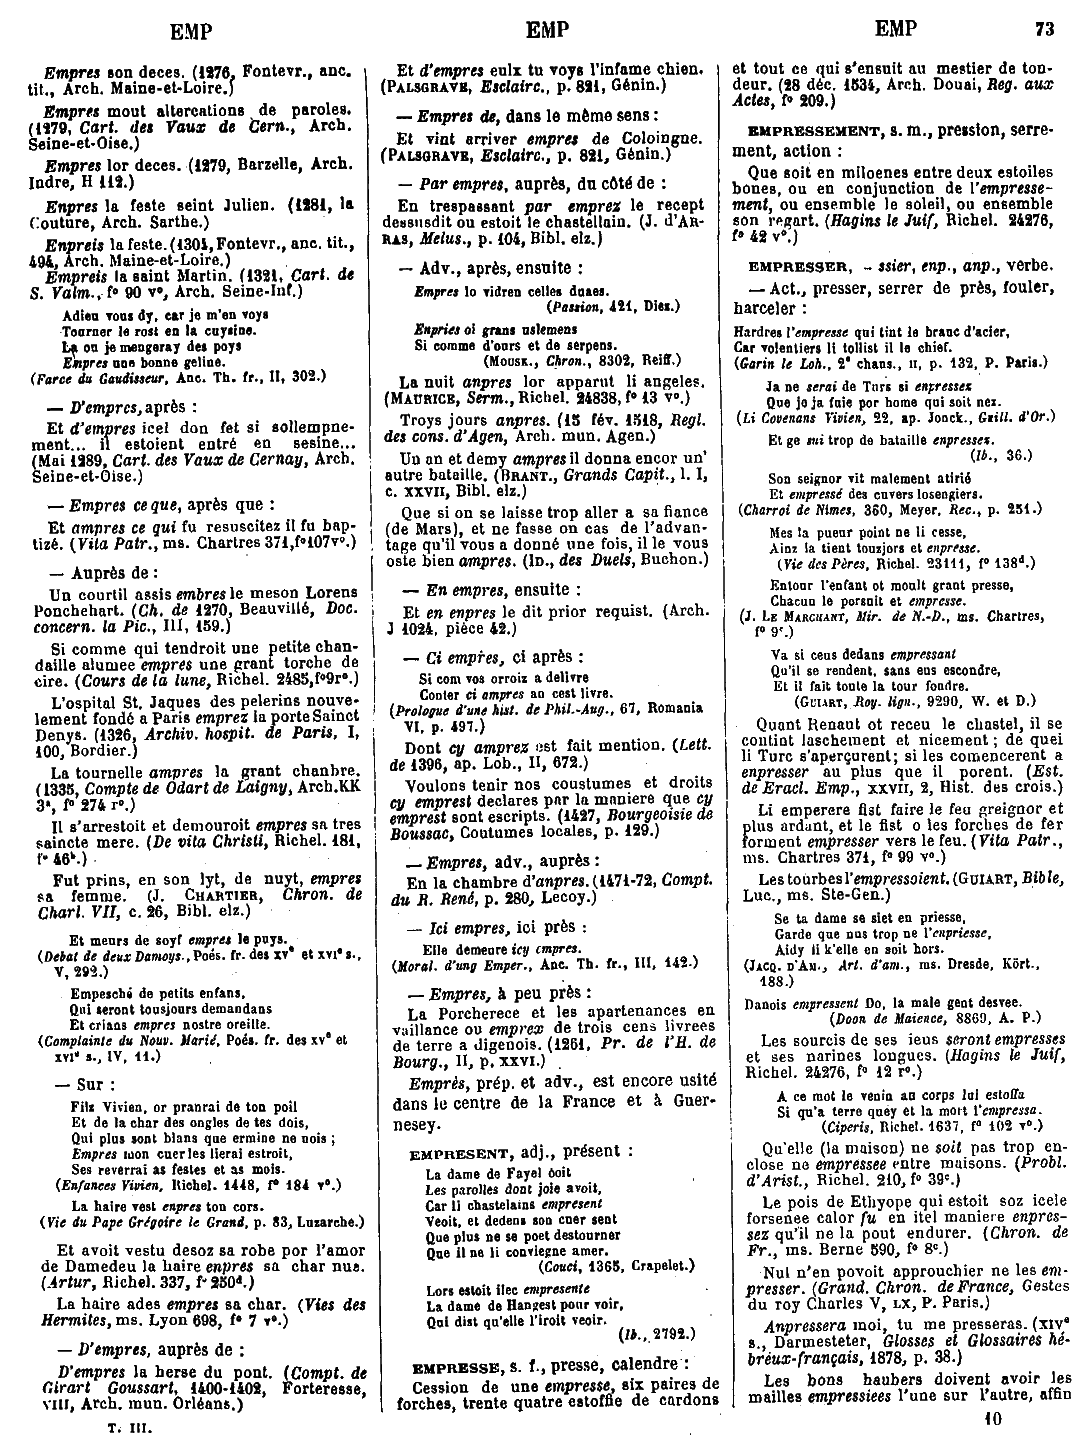 EMP
EMP
EMP 73
Empres son deces. (1276, Fontevr., anc.
tit., Arch. Maine-et-Loire.)
Empres mout altercations de paroles.
(1279, Cart. des Vaux de Cern., Arch.
Seine-et-Oise.)
Empres lor deces. (1279, Barzelle, Arch.
Indre, H 112.)
Enpres la feste seint Julien. (1281, la
Couture, Arch. Sarthe.)
Enpreis la feste. (1301, Fontevr., anc. tit.,
494, Arch. Maine-et-Loire.)
Empreis la saint Martin. (1321, Cart. de
S. Valm., f° 90 v°, Arch. Seine-Inf.)
Adieu vous dy, car je m'en voys
Tourner le rost en la cuysine.
La ou je mengeray des poys
Empres une bonne geline.
(Farce du Gaudisseur, Anc. Th. fr., II, 302.)
— D'empres, après :
Et d'empres icel don fet si sollempne-
ment... il estoient entré en sesine...
(Mai 1289, Cart. des Vaux de Cernay, Arch.
Seine-et-Oise.)
— Empres ce que, après que :
Et ampres ce qui fu resuscitez il fu bap-
tizé. (Vita Patr., ms. Chartres 371, f° 107 v°.)
— Auprès de :
Un courtil assis embres le meson Lorens
Ponchehart. (Ch. de 1270, Beauvillé, Doc.
concern. la Pic., III, 159.)
Si comme qui tendroit une petite chan-
daille alumee empres une grant torche de
cire. (Cours de la lune, Richel. 2485, f° 9 r°.)
L'ospital St. Jaques des pelerins nouve-
lement fondé a Paris emprez la porte Sainct
Denys. (1326, Archiv. hospit. de Paris, I,
100, Bordier.)
La tournelle ampres la grant chanbre.
(1335, Compte de Odart de Laigny, Arch. KK
3ª, f° 274 r°.)
Il s'arrestoit et demouroit empres sa tres
saincte mere. (De vita Christi, Richel. 181,
f° 46ᵇ.)
Fut prins, en son lyt, de nuyt, empres
sa femme. (J. CHARTIER, Chron. de
Charl. VII, c. 26, Bibl. elz.)
Et meurs de soyf empres le puys.
(Debat de deux Damoys., Poés. fr. des xvᵉ et xviᵉ s.,
V, 292.)
Empesché de petits enfans,
Qui seront tousjours demandans
Et crians empres nostre oreille.
(Complainte du Nouv. Marié, Poés. fr. des xvᵉ et
xviᵉ s., IV, 11.)
— Sur :
Filz Vivien, or pranrai de ton poil
Et de la char des ongles de tes dois,
Qui plus sont blans que ermine ne nois ;
Empres mon cuer les lierai estroit,
Ses reverrai as festes et as mois.
(Enfances Vivien, Richel. 1448, f° 184 v°.)
La haire vest enpres ton cors.
(Vie du Pape Grégoire le Grand, p. 83, Luzarche.)
Et avoit vestu desoz sa robe por l'amor
de Damedeu la haire enpres sa char nue.
(Artur, Richel. 337, f° 250ᵈ.)
La haire ades empres sa char. (Vies des
Hermites, ms. Lyon 698, f° 7 v°.)
— D'empres, auprès de :
D'empres la herse du pont. (Compt. de
Girart Goussart, 1400-1402, Forteresse,
VIII, Arch. mun. Orléans.)
T. III.
Et d'empres eulx tu voys l'infame chien.
(PALSGRAVE, Esclairc., p. 821, Génin.)
— Empres de, dans le même sens :
Et vint arriver empres de Coloingne.
(PALSGRAVE, Esclairc., p. 821, Génin.)
— Par empres, auprès, du côté de :
En trespassant par emprez le recept
dessusdit ou estoit le chastellain. (J. d'AR-
RAS, Melus., p. 104, Bibl. elz.)
— Adv., après, ensuite :
Empres lo vidren celles dunes.
(Passion, 421, Diez.)
Enpries oi grans uslemens
Si comme d'ours et de serpens.
(MOUSK., Chron., 8302, Reiff.)
La nuit anpres lor apparut li angeles.
(MAURICE, Serm., Richel. 24838, f° 13 v°.)
Troys jours anpres. (15 fév. 1518, Regl.
des cons. d'Agen, Arch. mun. Agen.)
Un an et demy ampres il donna encor un'
autre bataille. (BRANT., Grands Capit., l. I,
c. XXVII, Bibl. elz.)
Que si on se laisse trop aller a sa fiance
(de Mars), et ne fasse on cas de l'advan-
tage qu'il vous a donné une fois, il le vous
oste bien ampres. (ID., des Duels, Buchon.)
— En empres, ensuite :
Et en enpres le dit prior requist. (Arch.
J 1024, pièce 42.)
— Ci empres, ci après :
Si com vos orroiz a delivre
Conter ci ampres an cest livre.
(Prologue d'une hist. de Phil.-Aug., 67, Romania
VI, p. 497.)
Dont cy amprez est fait mention. (Lett.
de 1396, ap. Lob., II, 672.)
Voulons tenir nos coustumes et droits
cy emprest declares par la maniere que cy
emprest sont escripts. (1427, Bourgeoisie de
Boussac, Coutumes locales, p. 129.)
— Empres, adv., auprès :
En la chambre d'anpres. (1471-72, Compt.
du R. René, p. 280, Lecoy.)
— Ici empres, ici près :
Elle demeure icy empres.
(Moral. d'ung Emper., Anc. Th. fr., III, 142.)
— Empres, à peu près :
La Porcherece et les apartenances en
vaillance ou emprex de trois cens livrees
de terre a digenois. (1261, Pr. de l'H. de
Bourg., II, p. XXVI.)
Emprès, prép. et adv., est encore usité
dans le centre de la France et à Guer-
nesey.
EMPRESENT, adj., présent :
La dame de Fayel ooit
Les parolles dont joie avoit,
Car li chastelains empresent
Veoit, et dedens son cuer sent
Que plus ne se poet destourner
Que il ne li conviegne amer.
(Couci, 1365, Crapelet.)
Lors estoit ilec empresente
La dame de Hangest pour voir,
Qui dist qu'elle l'iroit veoir.
(Ib., 2792.)
EMPRESSE, s. f., presse, calendre :
Cession de une empresse, six paires de
forches, trente quatre estoffie de cardons
et tout ce qui s'ensuit au mestier de ton-
deur. (28 déc. 1534, Arch. Douai, Reg. aux
Actes, f° 209.)
EMPRESSEMENT, s. m., pression, serre-
ment, action :
Que soit en miloenes entre deux estoiles
bones, ou en conjunction de l'empresse-
ment, ou ensemble le soleil, ou ensemble
son regart. (Hagins le Juif, Richel. 24276,
f° 42 v°.)
EMPRESSER, - ssier, enp., anp., verbe.
— Act., presser, serrer de près, fouler,
harceler :
Hardres l'empresse qui tint le branc d'acier,
Car volentiers li tollist il le chief.
(Garin le Loh., 2ᵉ chans., II, p. 132, P. Paris.)
Ja ne serai de Turs si enpressez
Que jo ja fuie por home qui soit nez.
(Li Covenans Vivien, 22, ap. Jonck., Guill. d'Or.)
Et ge sui trop de bataille enpressez.
(Ib., 36.)
Son seignor vit malement atirié
Et empressé des cuvers losengiers.
(Charroi de Nimes, 360, Meyer, Rec., p. 251.)
Mes la pueur point ne li cesse,
Ainz la tient touzjors et enpresse.
(Vie des Pères, Richel. 23111, f° 138ᵈ.)
Entour l'enfant ot moult grant presse,
Chacun le porsuit et empresse.
(J. LE MARCHANT, Mir. de N.-D., ms. Chartres,
f° 9ᶜ.)
Va si ceus dedans empressant
Qu'il se rendent, sans eus escondre,
Et il fait toute la tour fondre.
(GUIART, Roy. lign., 9290, W. et D.)
Quant Renaut ot receu le chastel, il se
contint laschement et nicement ; de quei
li Turc s'aperçurent; si les comencerent a
enpresser au plus que il porent. (Est.
de Eracl. Emp., XXVII, 2, Hist. des crois.)
Li emperere fist faire le feu greignor et
plus ardant, et le fist o les forches de fer
forment empresser vers le feu. (Vita Patr.,
ms. Chartres 371, f° 99 v°.)
Les tourbes l'empressoient. (GUIART, Bible,
Luc., ms. Ste-Gen.)
Se ta dame se siet en priesse,
Garde que nus trop ne l'enpriesse,
Aidy li k'elle en soit hors.
(JACQ. D'AM., Art. d'am., ms. Dresde, Kört.,
188.)
Danois empressent Do, la male gent desvee.
(Doon de Maience, 8869, A. P.)
Les sourcis de ses ieus seront empresses
et ses narines longues. (Hagins le Juif,
Richel. 24276, f° 12 r°.)
A ce mot le venin au corps lui estoffa
Si qu'a terre quey et la mort l'empressa.
(Ciperis, Richel. 1637, f° 102 v°.)
Qu'elle (la maison) ne soit pas trop en-
close ne empressee entre maisons. (Probl.
d'Arist., Richel. 210, f° 39ᶜ.)
Le pois de Ethyope qui estoit soz icele
forsenee calor fu en itel maniere enpres-
sez qu'il ne la pout endurer. (Chron. de
Fr., ms. Berne 590, f° 8ᶜ.)
Nul n'en povoit approuchier ne les em-
presser. (Grand. Chron. de France, Gestes
du roy Charles V, LX, P. Paris.)
Anpressera moi, tu me presseras. (XIVᵉ
s., Darmesteter, Glosses et Glossaires hé-
breux-français, 1878, p. 38.)
Les bons haubers doivent avoir les
mailles empressiees l'une sur l'autre, affin
10